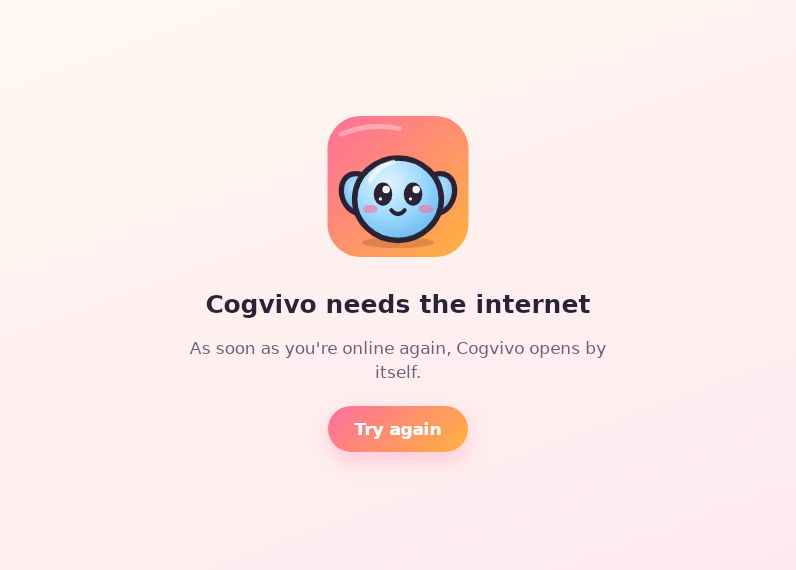 Cogvivo needs the internet
As soon as you're online again, Cogvivo opens by
itself.
Try again